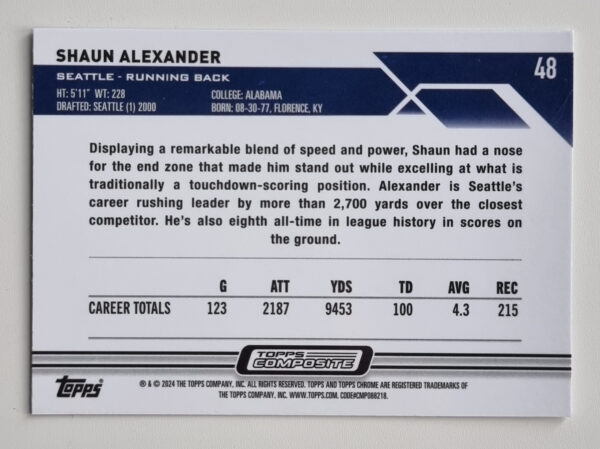 SHAUN ALEXANDER
48
SEATTLE - RUNNING BACK
HT: 5'11" WT: 228 COLLEGE: ALABAMA
DRAFTED: SEATTLE (1) 2000 BORN: 08-30-77, FLORENCE, KY
Displaying a remarkable blend of speed and power, Shaun had a nose
for the end zone that made him stand out while excelling at what is
traditionally a touchdown-scoring position. Alexander is Seattle's
career rushing leader by more than 2,700 yards over the closest
competitor. He's also eighth all-time in league history in scores on
the ground.
G ATT YDS TD AVG REC
CAREER TOTALS 123 2187 9453 100 4.3 215
TOPPS
COMPOSITE
topps
® & © 2024 THE TOPPS COMPANY, INC. ALL RIGHTS RESERVED. TOPPS AND TOPPS CHROME ARE REGISTERED TRADEMARKS OF
THE TOPPS COMPANY, INC. WWW.TOPPS.COM. CODE#CMP088218.